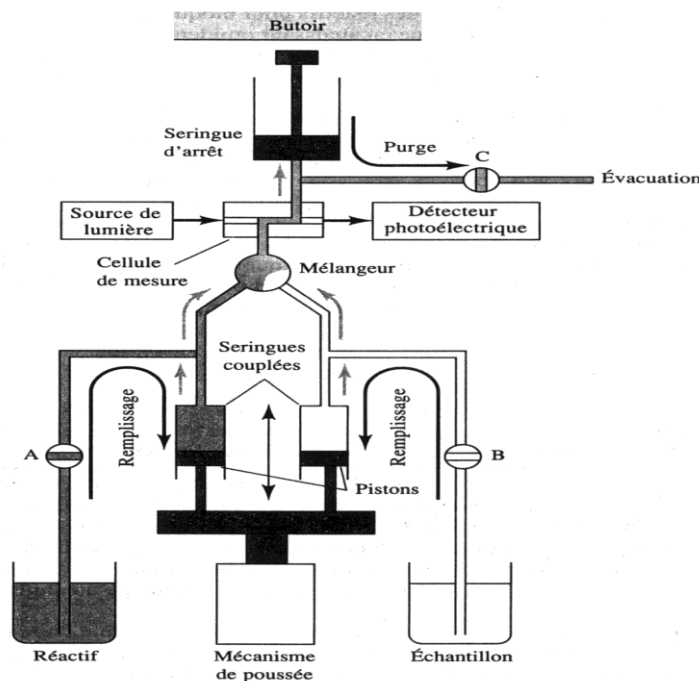 Butoir
Seringue
d'arrêt
Purge
C
Évacuation
Source de
lumière
Détecteur
photoélectrique
Cellule
de mesure
Mélangeur
Seringues
couplées
Remplissage
Remplissage
A
B
Pistons
Réactif
Mécanisme
de poussée
Échantillon